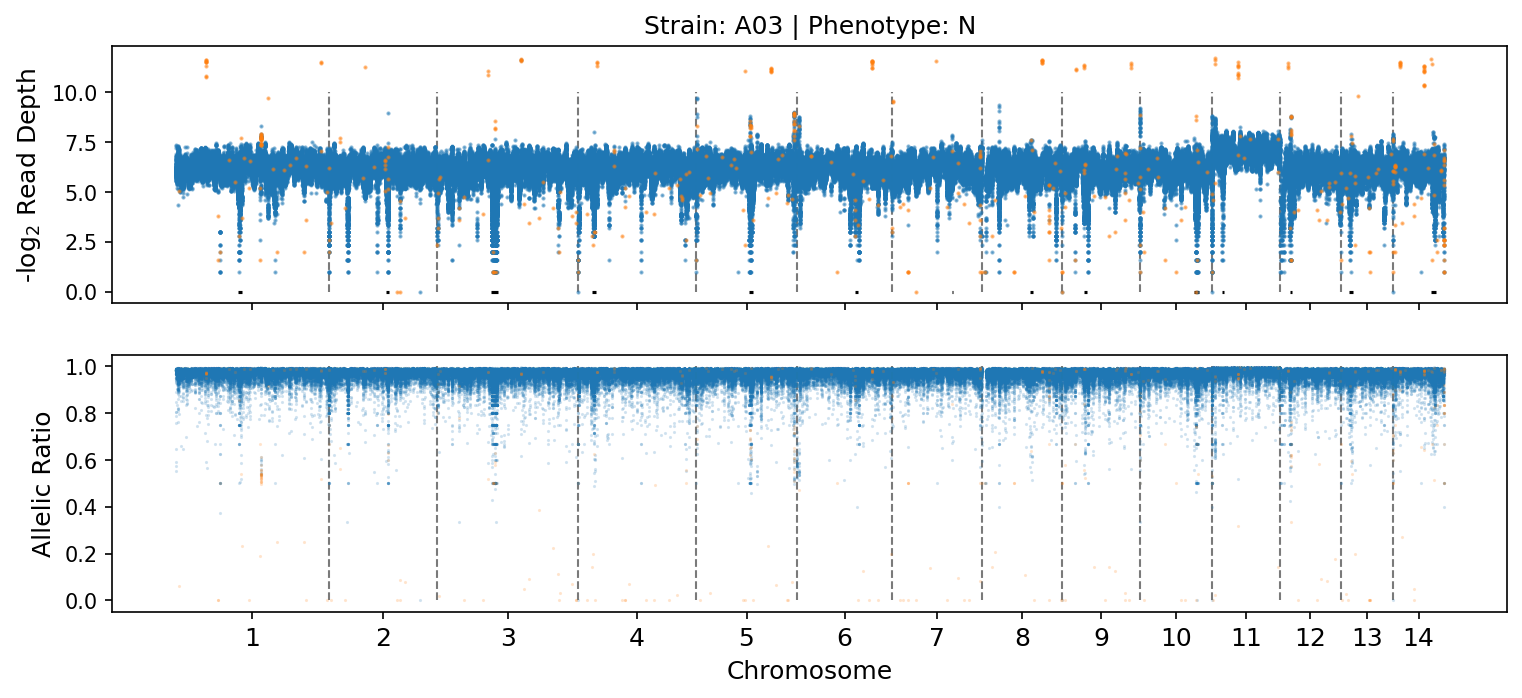 Strain: A03 | Phenotype: N
-log₂ Read Depth
10.0
7.5
5.0
2.5
0.0
Allelic Ratio
1.0
0.8
0.6
0.4
0.2
0.0
1 2 3 4 5 6 7 8 9 10 11 12 13 14
Chromosome